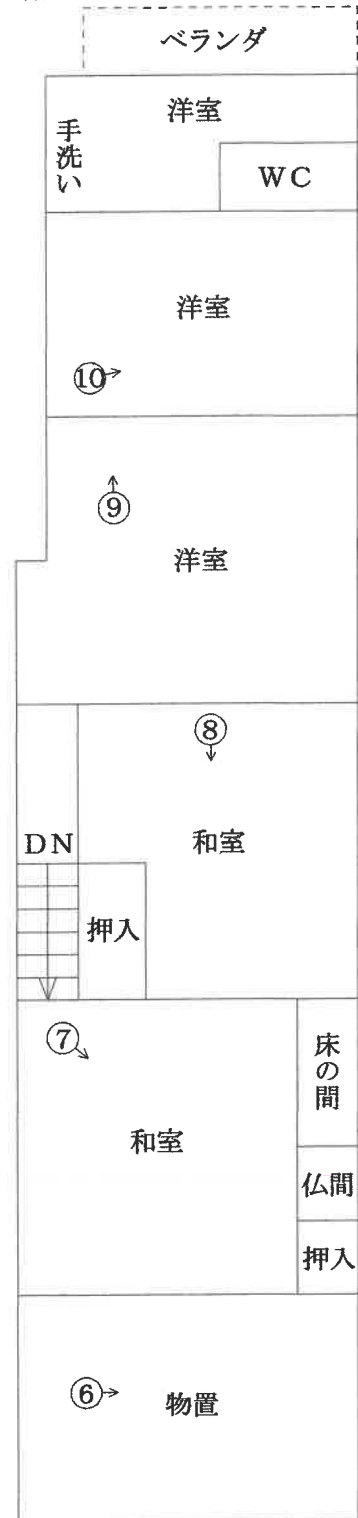 ベランダ
洋室
手洗い
WC
洋室
⑩
⑨
洋室
⑧
DN
和室
押入
⑦
床の間
和室
仏間
押入
⑥
物置